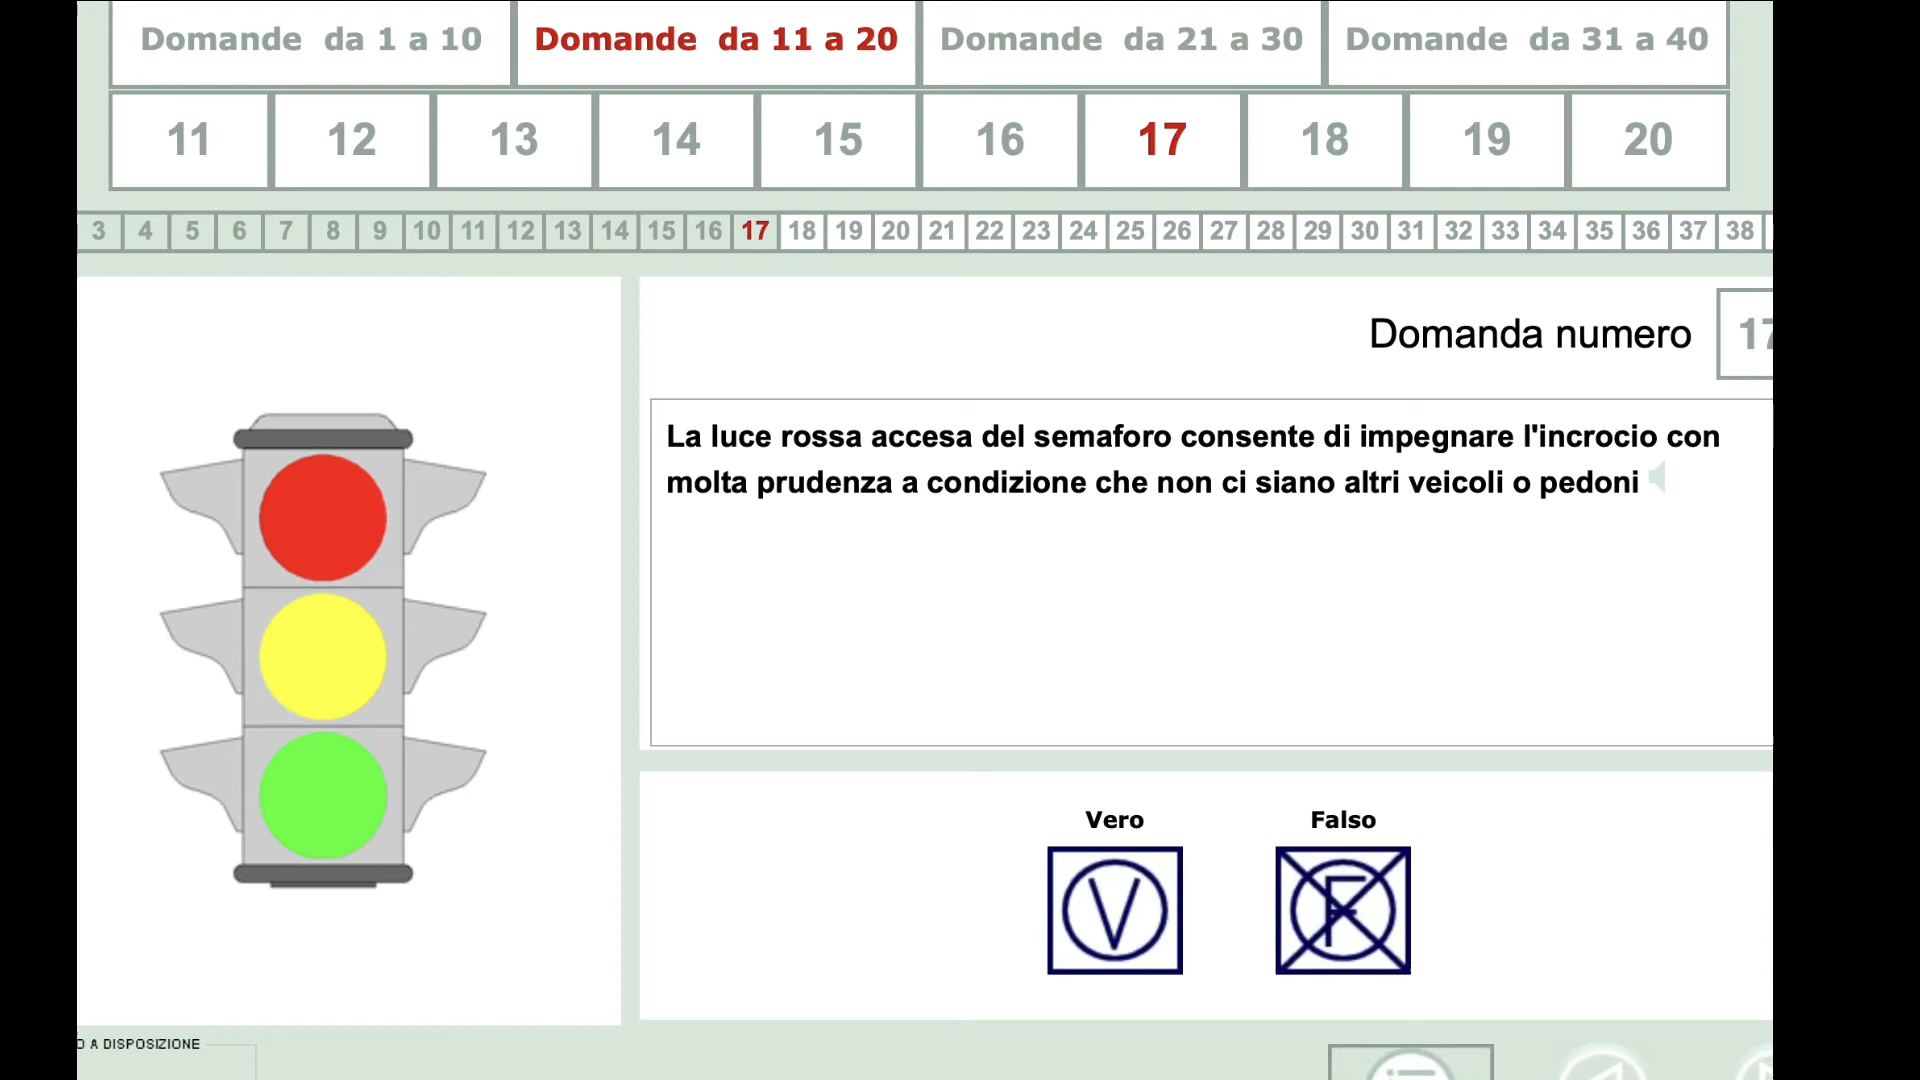 Domande da 1 a 10 Domande da 11 a 20 Domande da 21 a 30 Domande da 31 a 40
11 12 13 14 15 16 17 18 19 20
3 4 5 6 7 8 9 10 11 12 13 14 15 16 17 18 19 20 21 22 23 24 25 26 27 28 29 30 31 32 33 34 35 36 37 38
Domanda numero 17
La luce rossa accesa del semaforo consente di impegnare l'incrocio con
molta prudenza a condizione che non ci siano altri veicoli o pedoni
Vero Falso
V F
O A DISPOSIZIONE